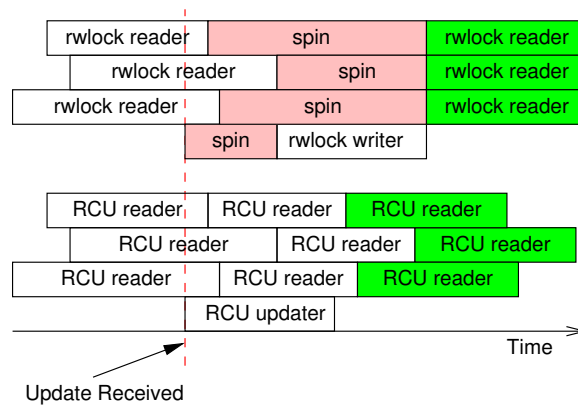 rwlock reader spin rwlock reader
rwlock reader spin rwlock reader
rwlock reader spin rwlock reader
spin rwlock writer
RCU reader RCU reader RCU reader
RCU reader RCU reader RCU reader
RCU reader RCU reader RCU reader
RCU updater
Time
Update Received